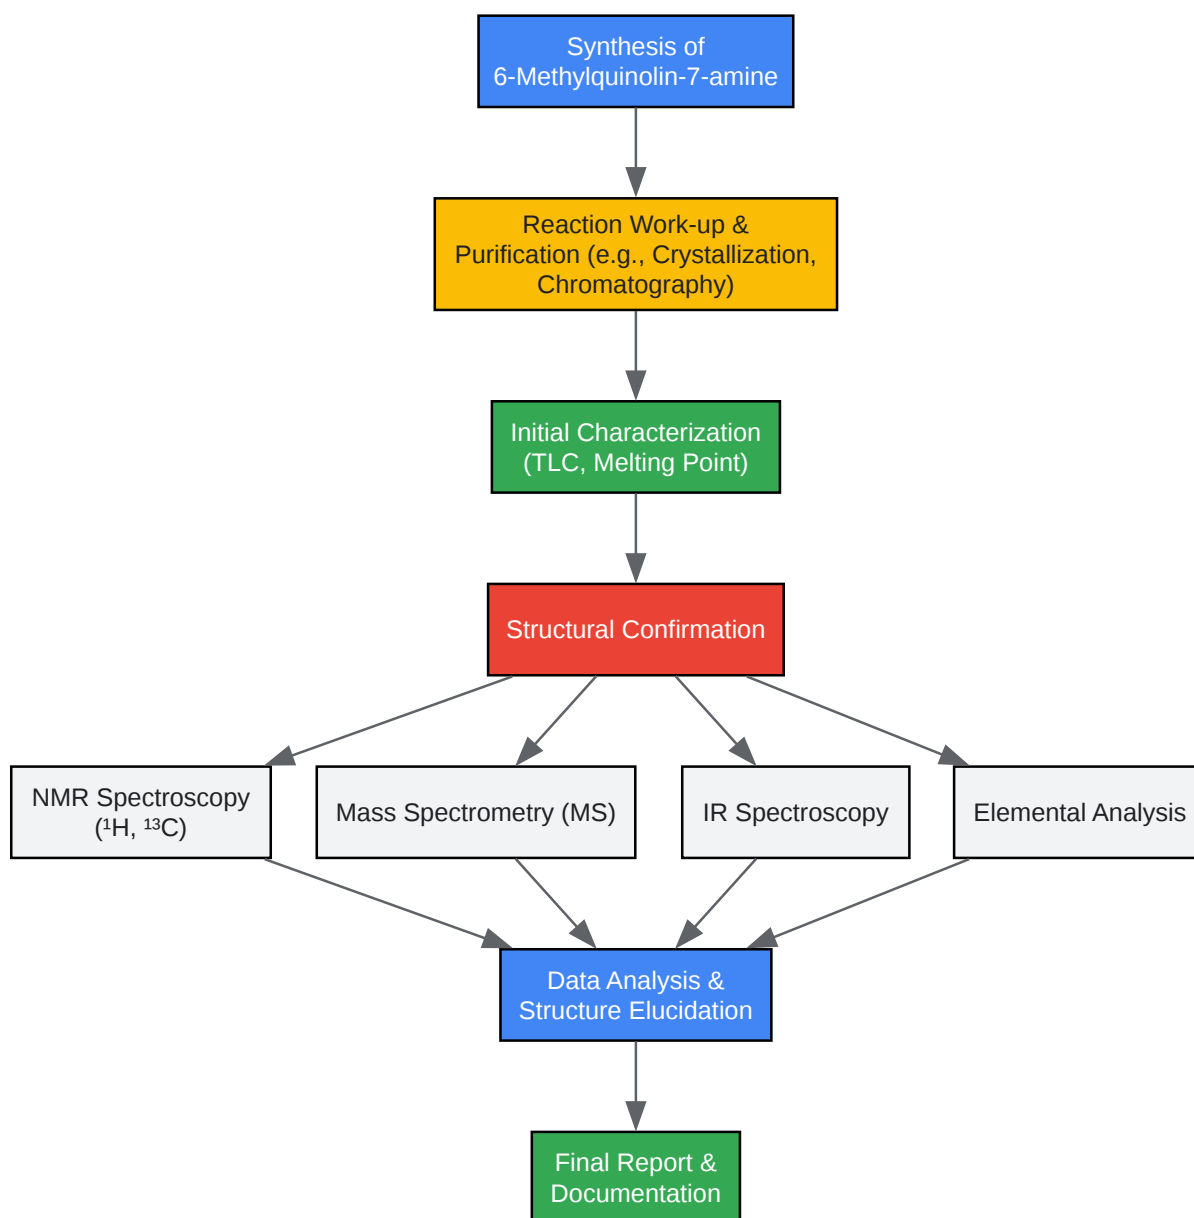 Synthesis of
6-Methylquinolin-7-amine
Reaction Work-up &
Purification (e.g., Crystallization,
Chromatography)
Initial Characterization
(TLC, Melting Point)
Structural Confirmation
NMR Spectroscopy
(¹H, ¹³C)
Mass Spectrometry (MS)
IR Spectroscopy
Elemental Analysis
Data Analysis &
Structure Elucidation
Final Report &
Documentation